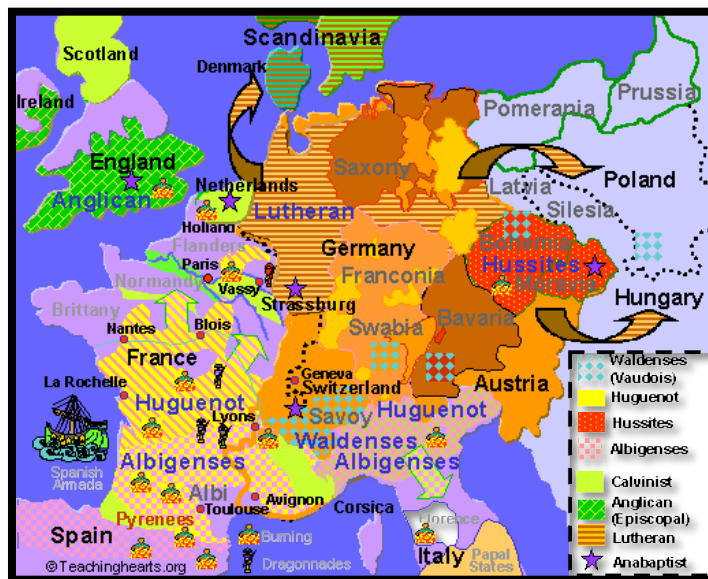 Scotland
Scandinavia
Denmark
Ireland
England
Anglican
Netherlands
Holland
Lutheran
Saxony
Pomerania
Prussia
Latvia
Poland
Silesia
Flanders
Germany
Bohemia
Hussites
Moravia
Paris
Normandy
Vassy
Strassburg
Franconia
Hungary
Brittany
Nantes
Blois
Swabia
Bavaria
France
Geneva
Switzerland
Austria
La Rochelle
Huguenot
Lyons
Savoy
Huguenot
Waldenses
Albigenses
Albigenses
Spanish
Armada
Albi
Avignon
Corsica
Pyrenees
Toulouse
Florence
Spain
Burning
Italy
Papal
States
Dragonnades
©Teachinghearts.org
Waldenses
(Vaudois)
Huguenot
Hussites
Albigenses
Calvinist
Anglican
(Episcopal)
Lutheran
Anabaptist